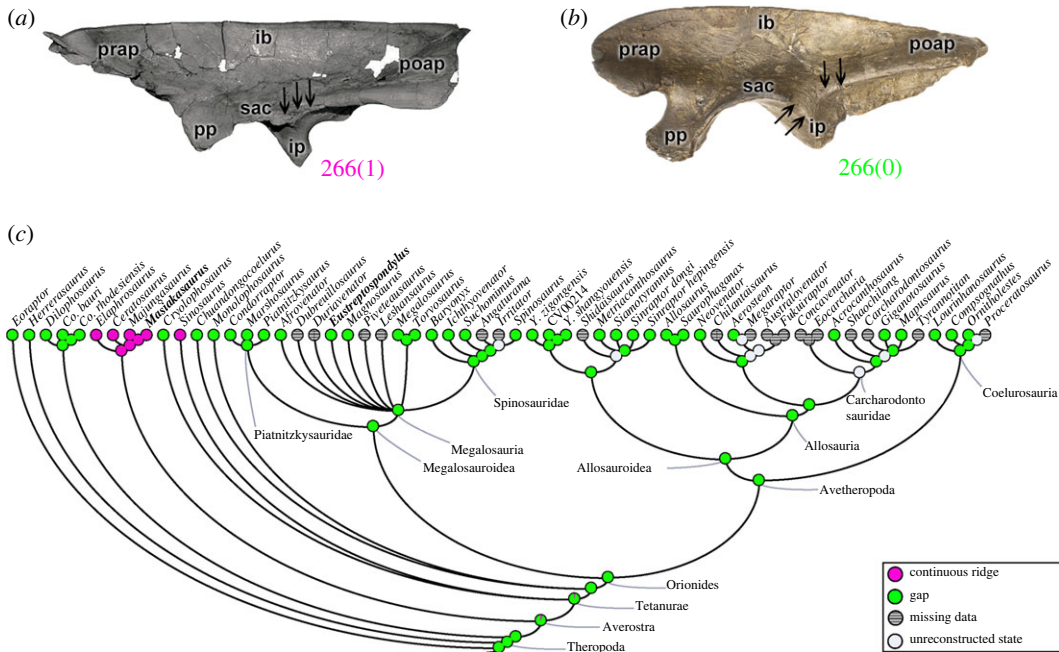 (a)
ib
prap
poap
sac
pp
ip
266(1)
(b)
ib
prap
poap
sac
pp
ip
266(0)
(c)
Eoraptor
Herrerasaurus
Dilophosaurus
Co. bauri
Co. rhodesiensis
Elaphrosaurus
Ceratosaurus
Majungasaurus
Masiakasaurus
Cryolophosaurus
Sinosaurus
Chuandongocoelurus
Monolophosaurus
Condorraptor
Marshosaurus
Piatnitzkysaurus
Afrovenator
Dubreuillosaurus
Duriavenator
Eustreptospondylus
Magnosaurus
Piveteausaurus
Leshansaurus
Megalosaurus
Torvosaurus
Baryonyx
Ichthyovenator
Suchomimus
Angaturama
Irritator
Spinosaurus
Y. zigongensis
CV00214
Y. shangyouensis
Shidaisaurus
Metriacanthosaurus
Siamotyrannus
Sinraptor dongi
Sinraptor hepingensis
Allosaurus
Saurophaganax
Neovenator
Chilantaisaurus
Aerosteon
Megaraptor
Australovenator
Fukuiraptor
Concavenator
Eocarcharia
Acrocanthosaurus
Shaochilong
Carcharodontosaurus
Giganotosaurus
Mapusaurus
Tyrannotitan
Lourinhanosaurus
Compsognathus
Ornitholestes
Proceratosaurus
Spinosauridae
Piatnitzkysauridae
Megalosauria
Megalosauroidea
Carcharodonto
sauridae
Coelurosauria
Allosauria
Allosauroidea
Avetheropoda
Orionides
Tetanurae
Averostra
Theropoda
continuous ridge
gap
missing data
unreconstructed state